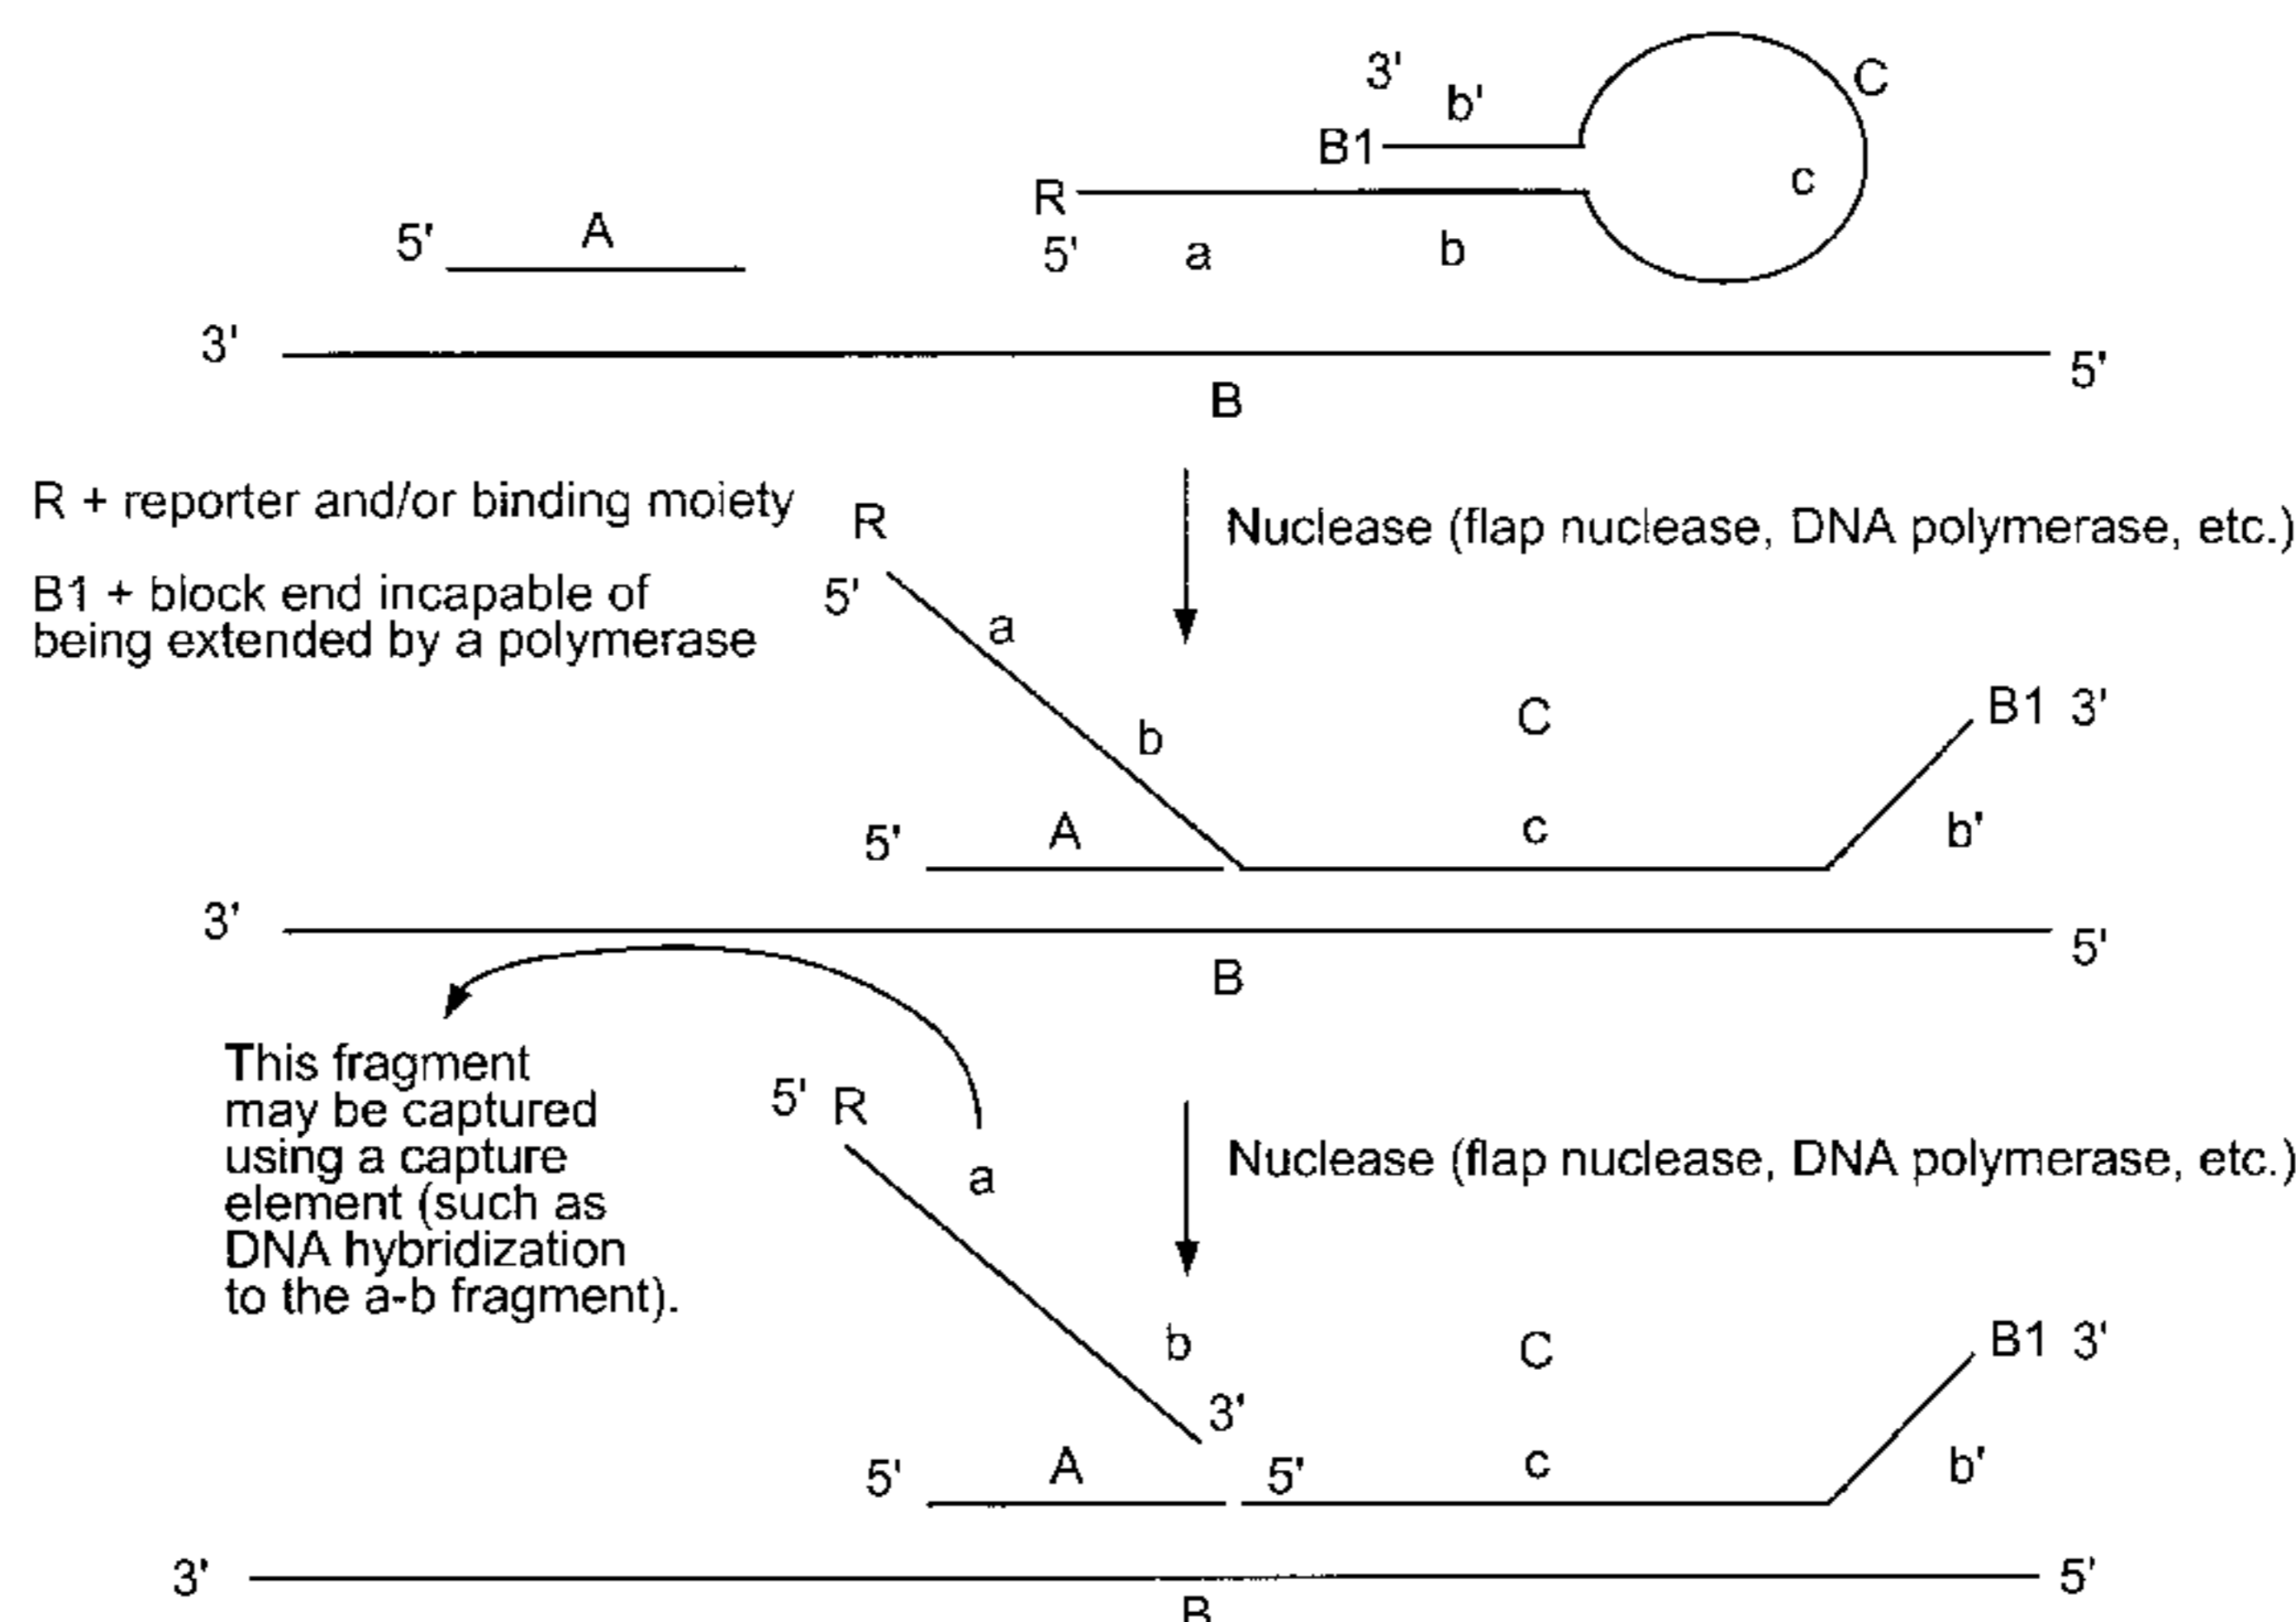 3' b' C
B1
R c
5' A 5' a b
3' 5'
B
R + reporter and/or binding moiety
R
Nuclease (flap nuclease, DNA polymerase, etc.)
B1 + block end incapable of
being extended by a polymerase
5' a
b C B1 3'
5' A c b'
3' 5'
B
This fragment
may be captured
using a capture
element (such as
DNA hybridization
to the a-b fragment).
5' R
a
Nuclease (flap nuclease, DNA polymerase, etc.)
b C B1 3'
3'
5' A 5' c b'
3' 5'
B